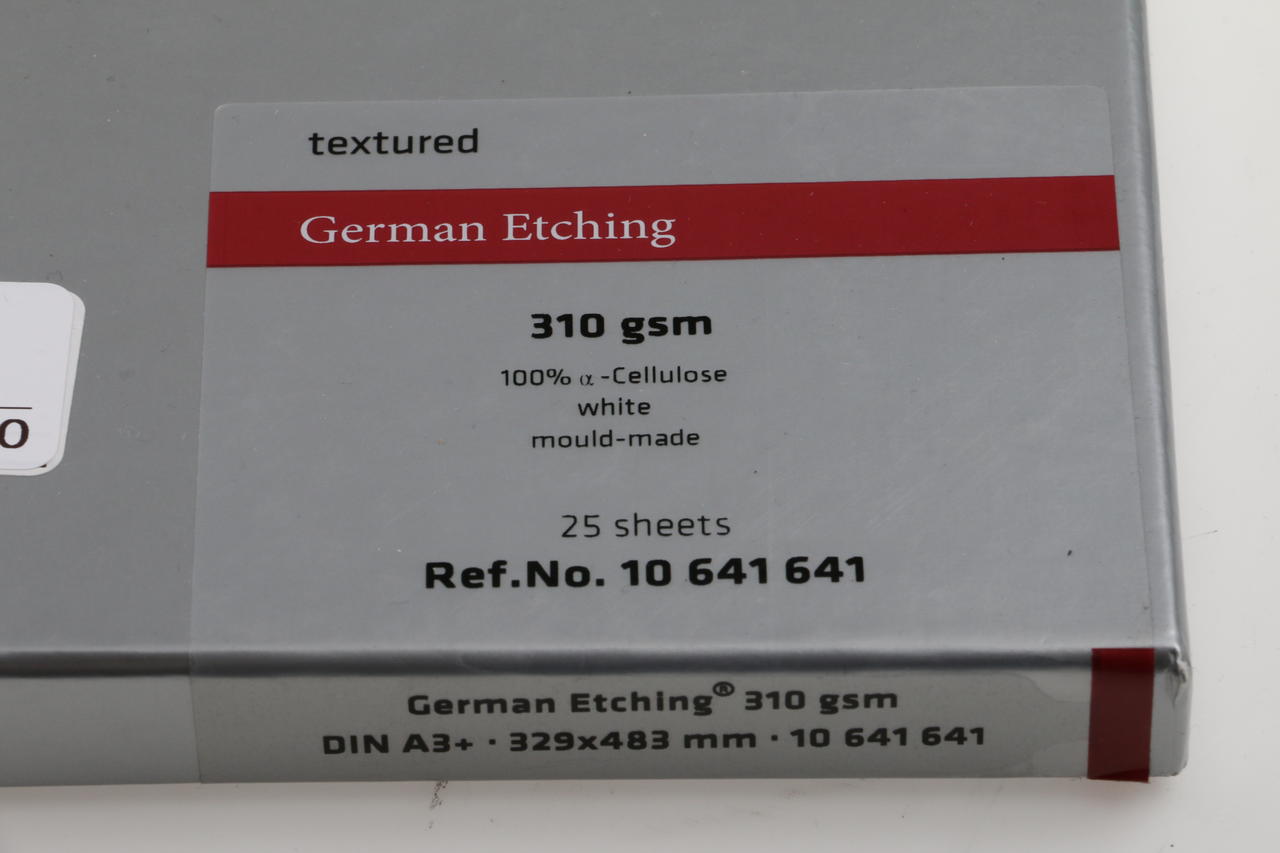 textured
German Etching
310 gsm
100% α-Cellulose
white
mould-made
25 sheets
Ref.No. 10 641 641
German Etching® 310 gsm
DIN A3+ · 329x483 mm · 10 641 641